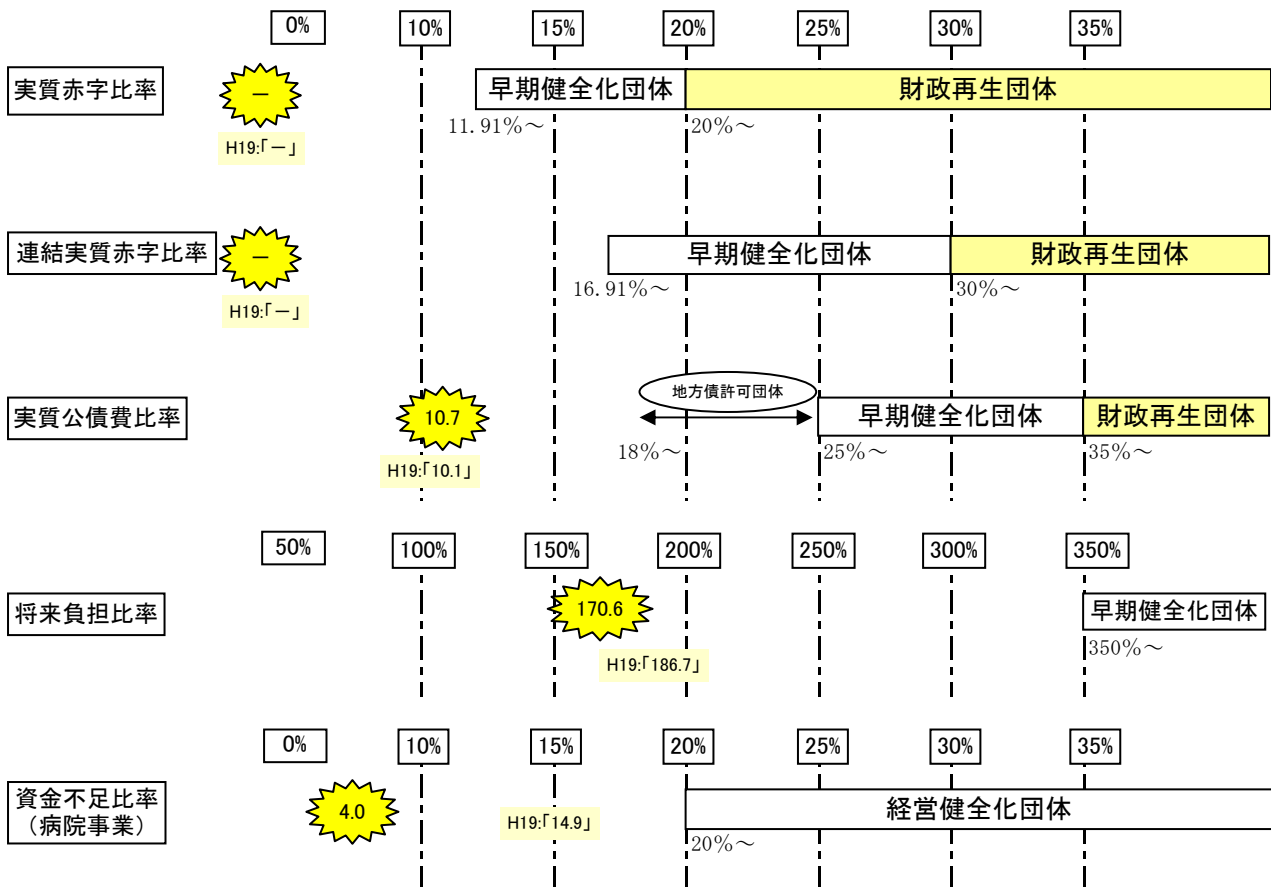 0% 10% 15% 20% 25% 30% 35%
実質赤字比率
－
早期健全化団体
財政再生団体
11.91%～
20%～
H19:「－」
連結実質赤字比率
－
早期健全化団体
財政再生団体
16.91%～
30%～
H19:「－」
地方債許可団体
実質公債費比率
10.7
早期健全化団体
財政再生団体
18%～
25%～
35%～
H19:「10.1」
50% 100% 150% 200% 250% 300% 350%
将来負担比率
170.6
早期健全化団体
350%～
H19:「186.7」
0% 10% 15% 20% 25% 30% 35%
資金不足比率
（病院事業）
4.0
H19:「14.9」
経営健全化団体
20%～